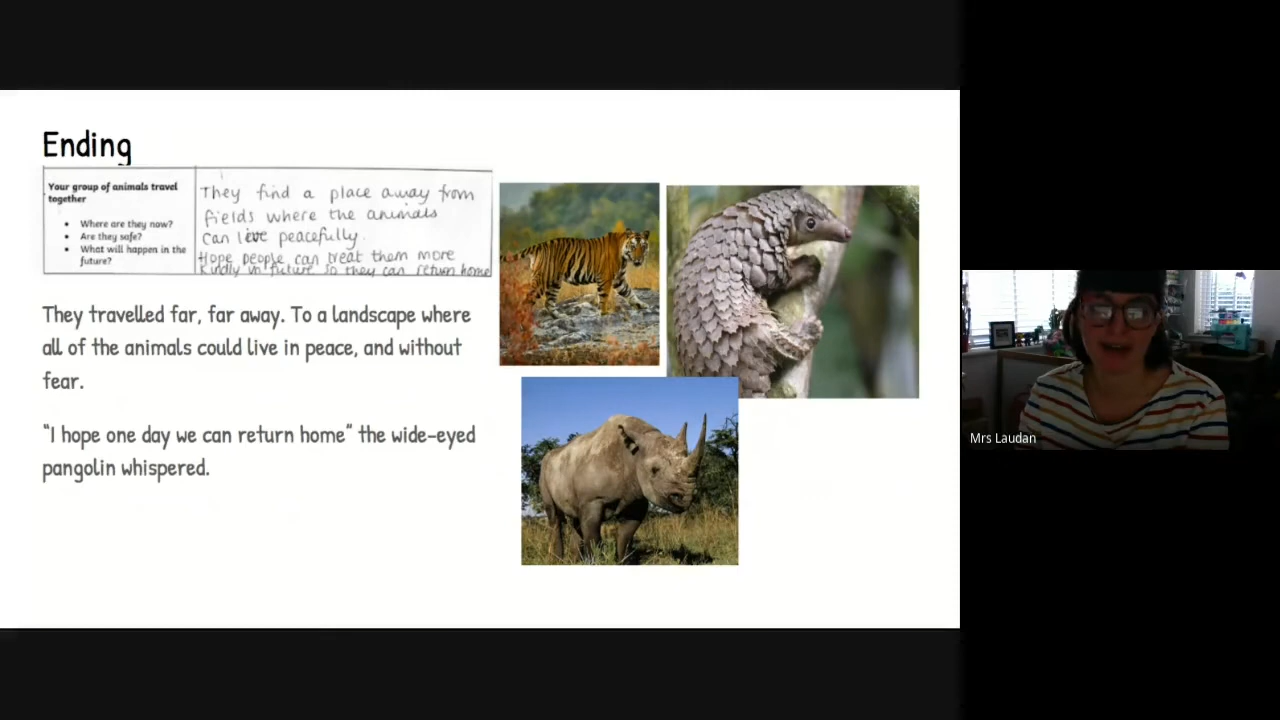 Ending
Your group of animals travel
together
Where are they now?
Are they safe?
What will happen in the
future?
They find a place away from
fields where the animals
can live peacefully.
Hope people can treat them more
kindly in future so they can return home
They travelled far, far away. To a landscape where
all of the animals could live in peace, and without
fear.
“I hope one day we can return home” the wide-eyed
pangolin whispered.
Mrs Laudan